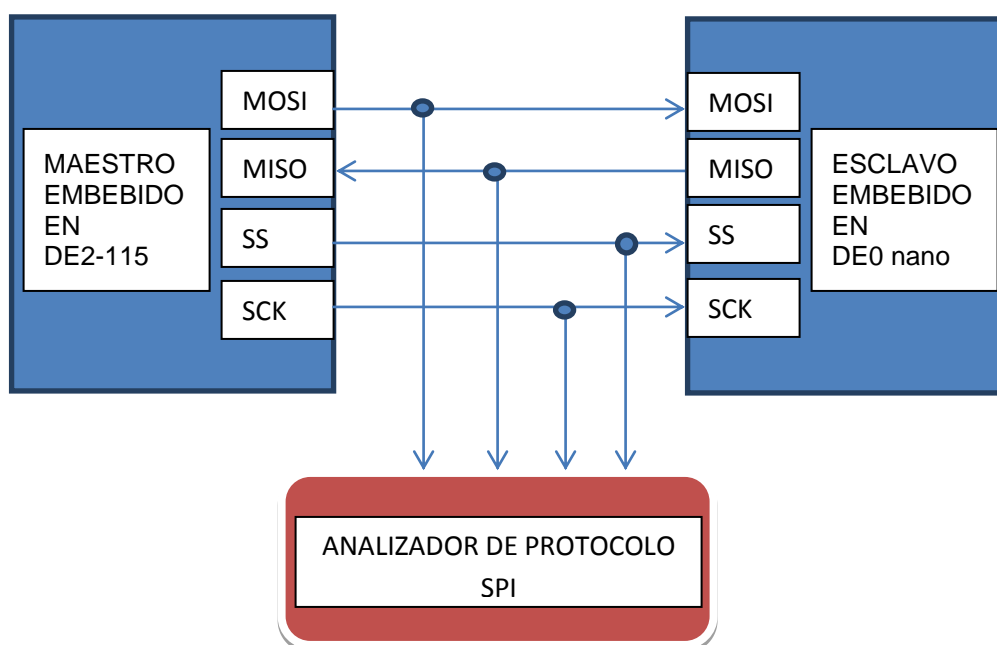 MAESTRO
EMBEBIDO
EN
DE2-115
MOSI
MISO
SS
SCK
MOSI
MISO
SS
SCK
ESCLAVO
EMBEBIDO
EN
DE0 nano
ANALIZADOR DE PROTOCOLO
SPI